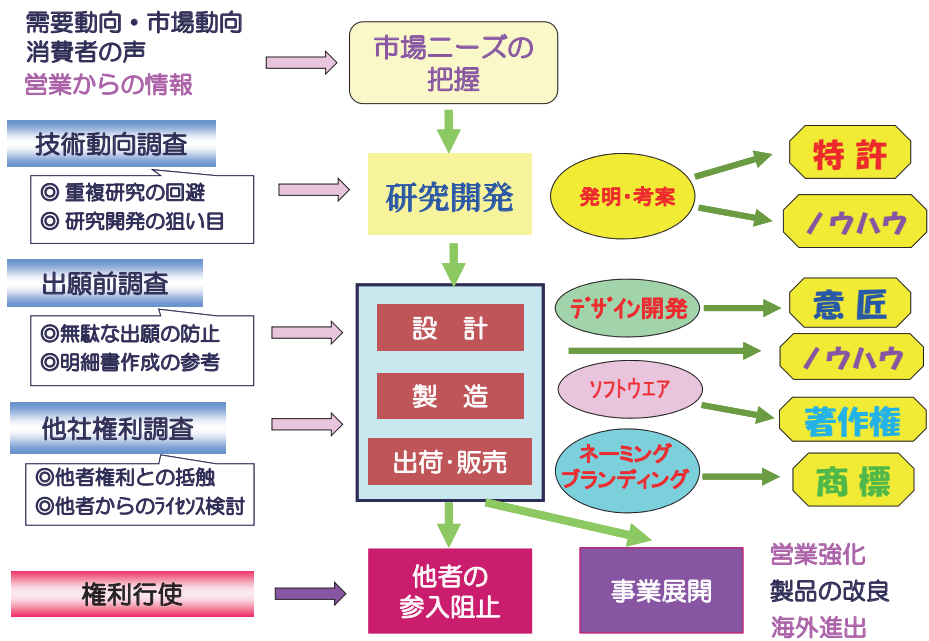 需要動向・市場動向
消費者の声
営業からの情報
市場ニーズの
把握
技術動向調査
◎ 重複研究の回避
◎ 研究開発の狙い目
研究開発
発明・考案
特許
ノウハウ
出願前調査
◎無駄な出願の防止
◎明細書作成の参考
設 計
製 造
出荷・販売
デザイン開発
意匠
ノウハウ
ソフトウエア
著作権
ネーミング
ブランディング
商標
他社権利調査
◎他者権利との抵触
◎他者からのライセンス検討
権利行使
他者の
参入阻止
事業展開
営業強化
製品の改良
海外進出